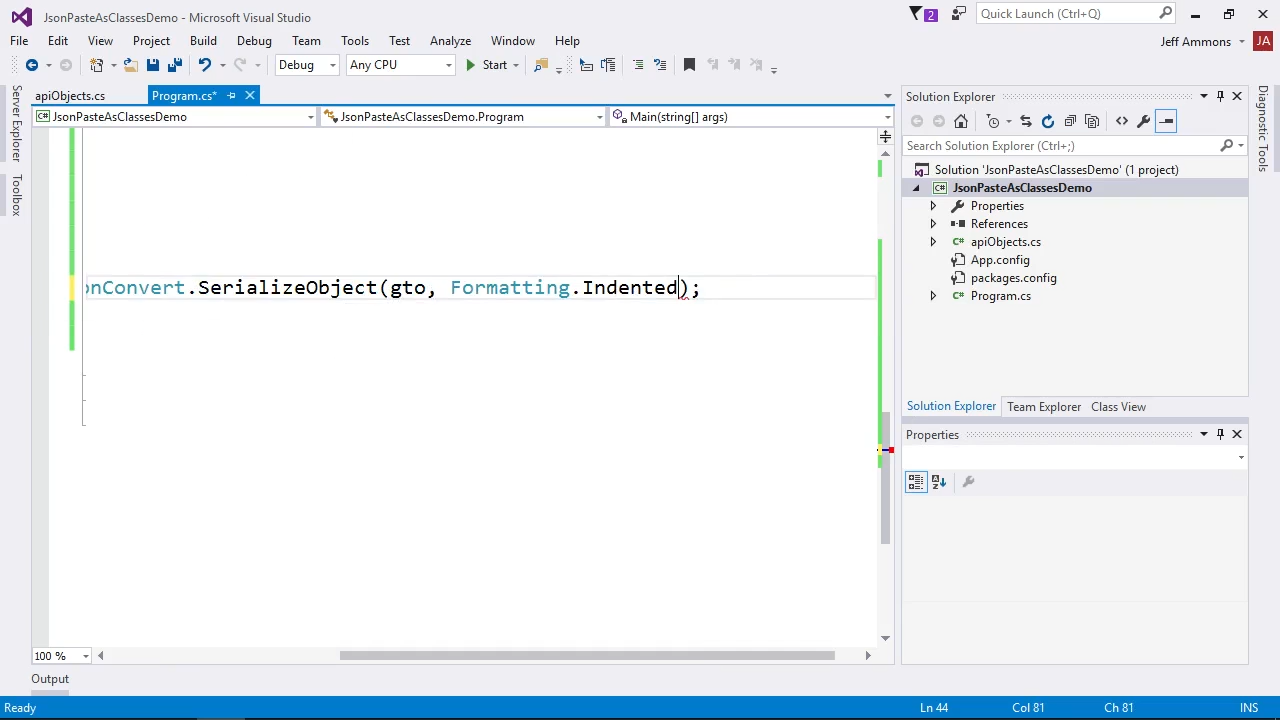 JsonPasteAsClassesDemo - Microsoft Visual Studio
2
Quick Launch (Ctrl+Q)
File Edit View Project Build Debug Team Tools Test Analyze Window Help
Jeff Ammons
JA
Debug
Any CPU
Start
Server Explorer
Toolbox
apiObjects.cs
Program.cs*
JsonPasteAsClassesDemo
JsonPasteAsClassesDemo.Program
Main(string[] args)
onConvert.SerializeObject(gto, Formatting.Indented);
100 %
Solution Explorer
Search Solution Explorer (Ctrl+;)
Solution 'JsonPasteAsClassesDemo' (1 project)
JsonPasteAsClassesDemo
Properties
References
apiObjects.cs
App.config
packages.config
Program.cs
Solution Explorer Team Explorer Class View
Properties
Diagnostic Tools
Output
Ready
Ln 44
Col 81
Ch 81
INS